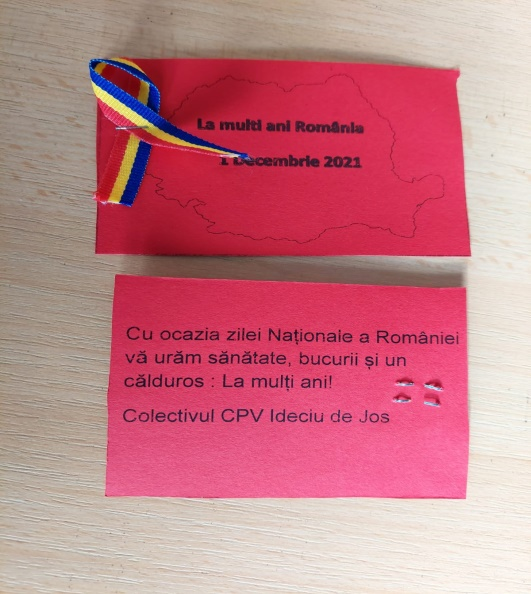 La multi ani România
1 Decembrie 2021
Cu ocazia zilei Naționale a României
vă urăm sănătate, bucurii și un
călduros : La mulți ani!
Colectivul CPV Ideciu de Jos